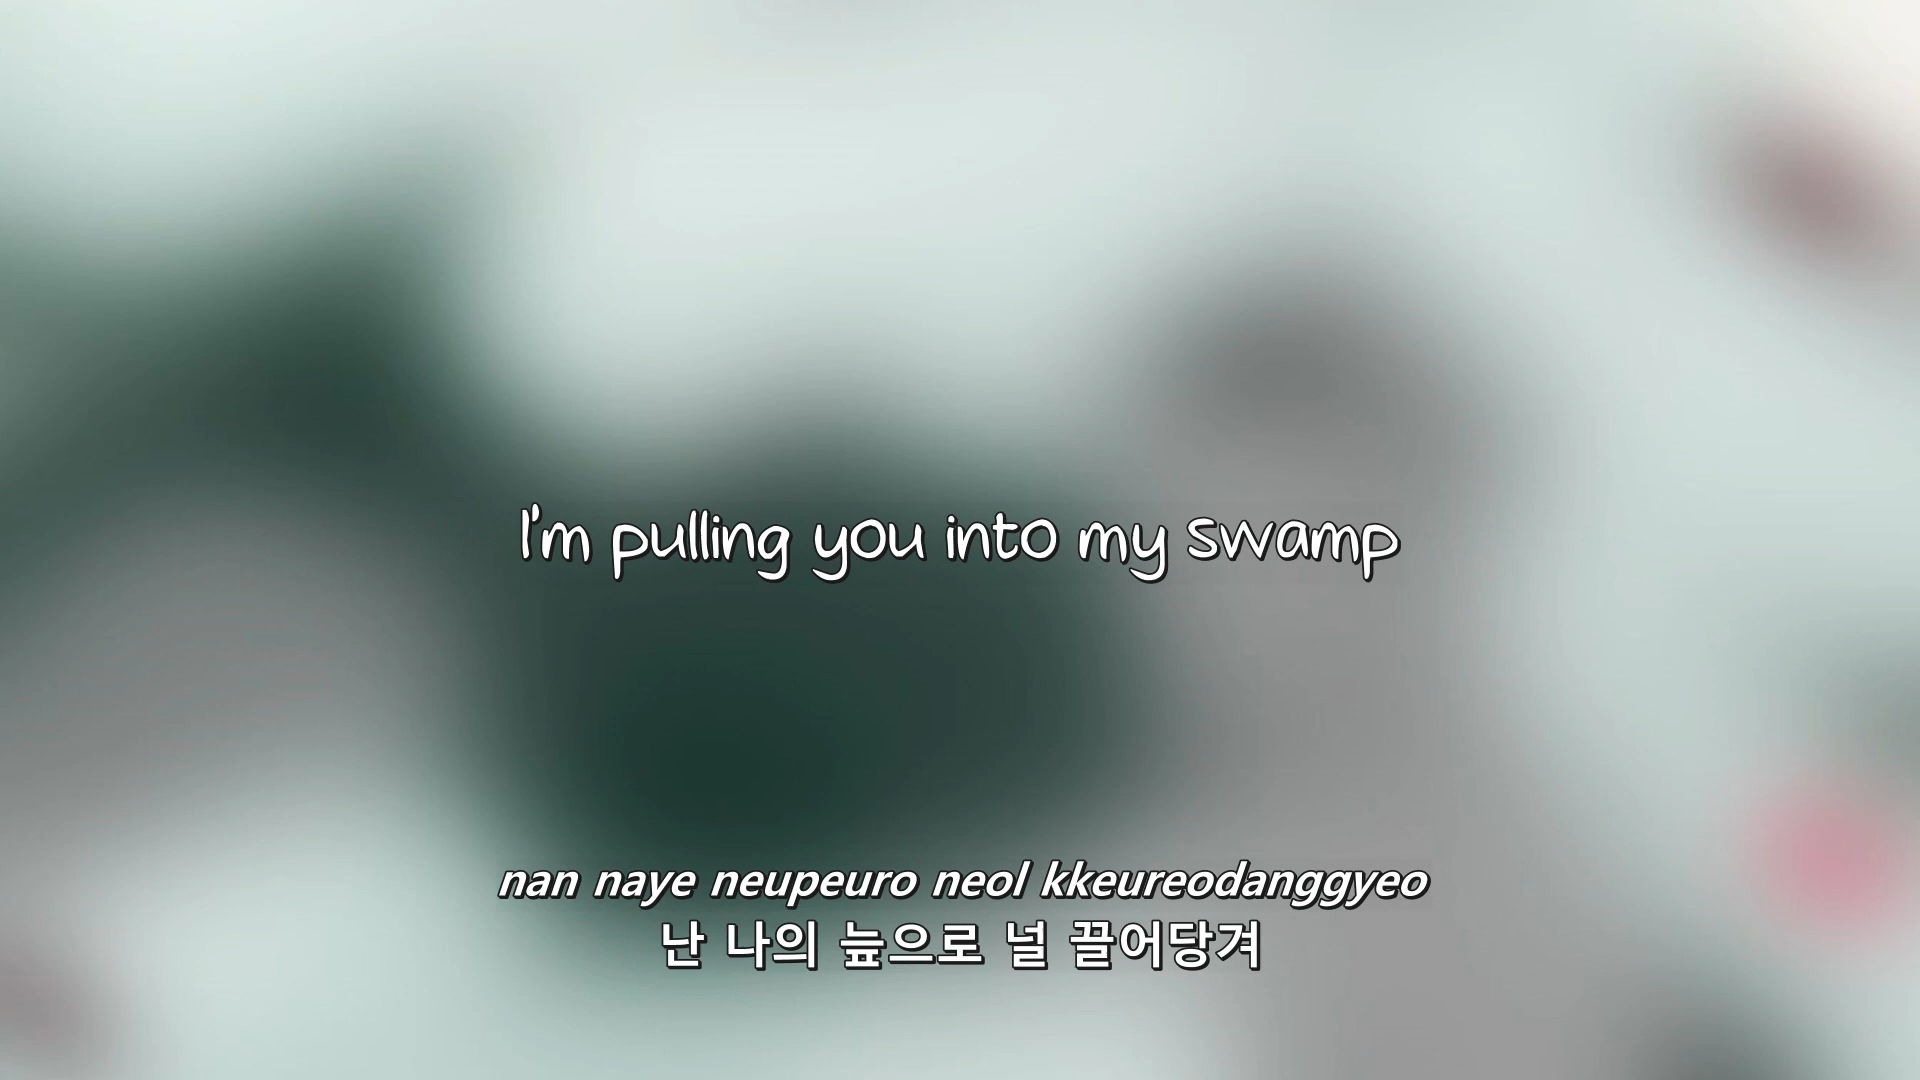 I'm pulling you into my swamp
nan naye neupeuro neol kkeureodanggyeo
난 나의 늪으로 널 끌어당겨